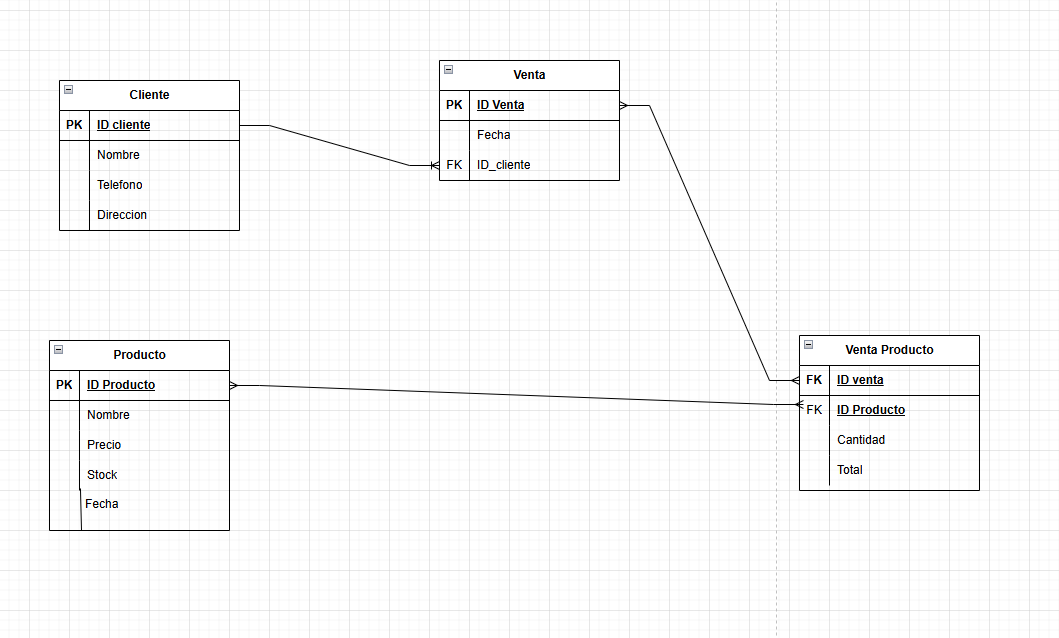 Cliente
PK ID cliente
Nombre
Telefono
Direccion
Venta
PK ID Venta
Fecha
FK ID_cliente
Producto
PK ID Producto
Nombre
Precio
Stock
Fecha
Venta Producto
FK ID venta
FK ID Producto
Cantidad
Total